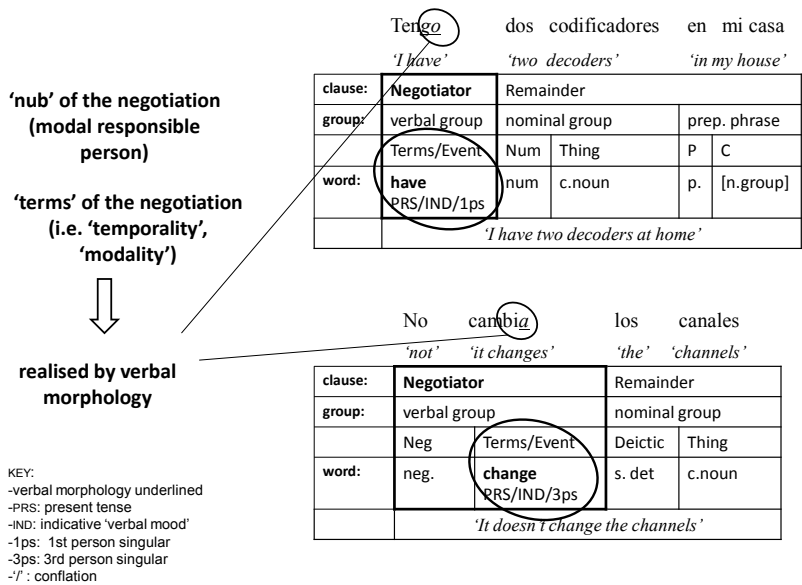 Tengo dos codificadores en mi casa
'I have' 'two decoders' 'in my house'
clause: Negotiator Remainder
group: verbal group nominal group prep. phrase
Terms/Event Num Thing P C
word: have num c.noun p. [n.group]
PRS/IND/1ps
'I have two decoders at home'
'nub' of the negotiation
(modal responsible
person)
'terms' of the negotiation
(i.e. 'temporality',
'modality')
realised by verbal
morphology
No cambia los canales
'not' 'it changes' 'the' 'channels'
clause: Negotiator Remainder
group: verbal group nominal group
Neg Terms/Event Deictic Thing
word: neg. change s. det c.noun
PRS/IND/3ps
'It doesn't change the channels'
KEY:
-verbal morphology underlined
-PRS: present tense
-IND: indicative 'verbal mood'
-1ps: 1st person singular
-3ps: 3rd person singular
-'/' : conflation